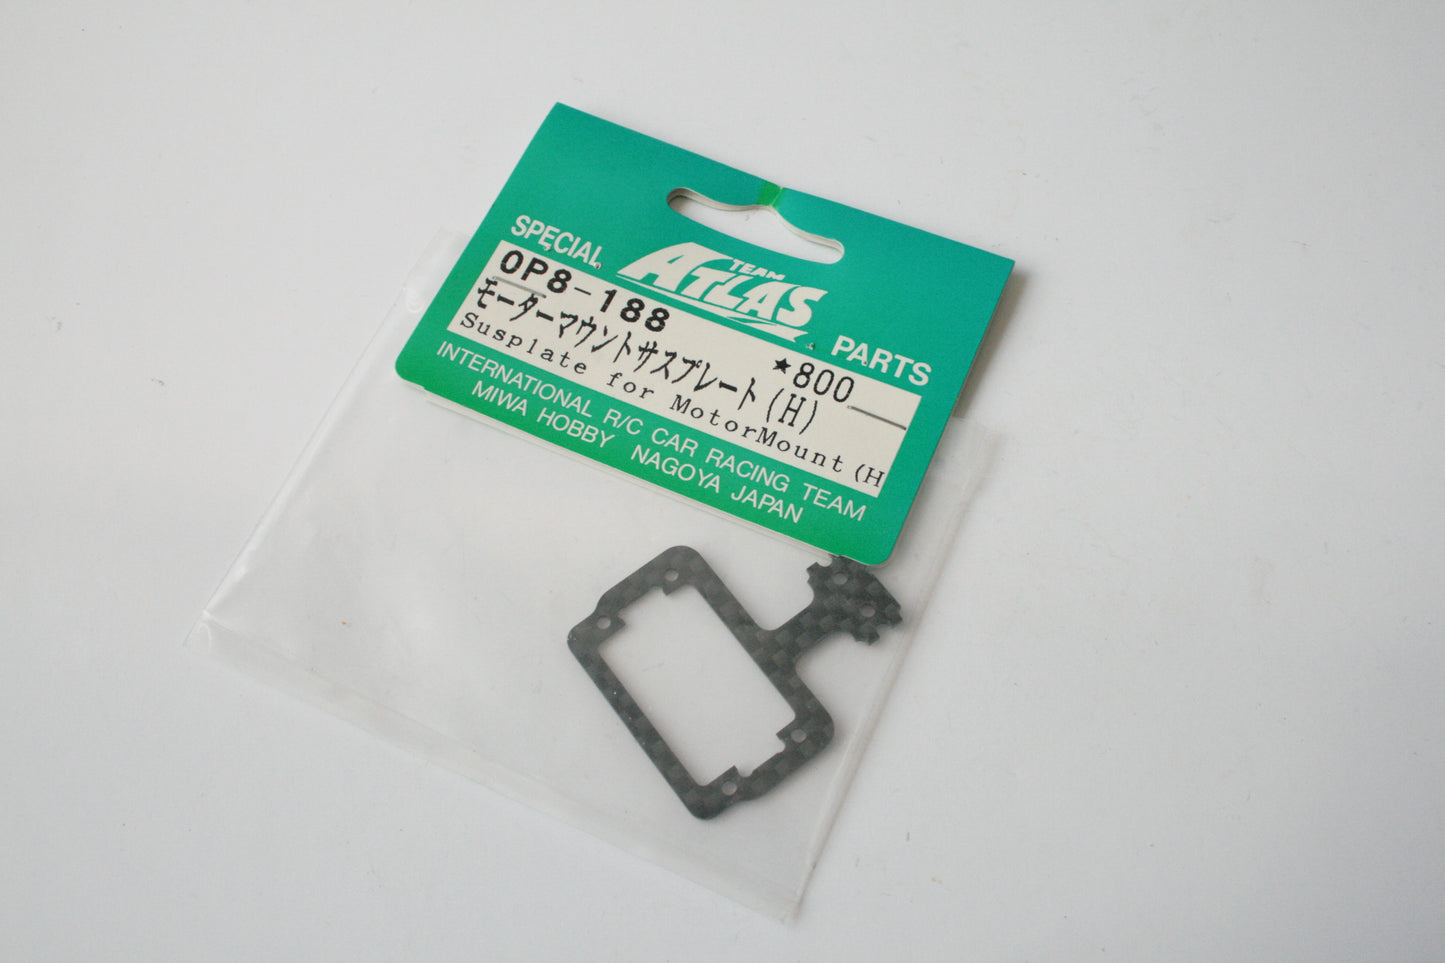 SPECIAL TEAM ATLAS PARTS
OP8-188 ★800
モーターマウントサスプレート(H)
Susplate for MotorMount(H
INTERNATIONAL R/C CAR RACING TEAM
MIWA HOBBY NAGOYA JAPAN